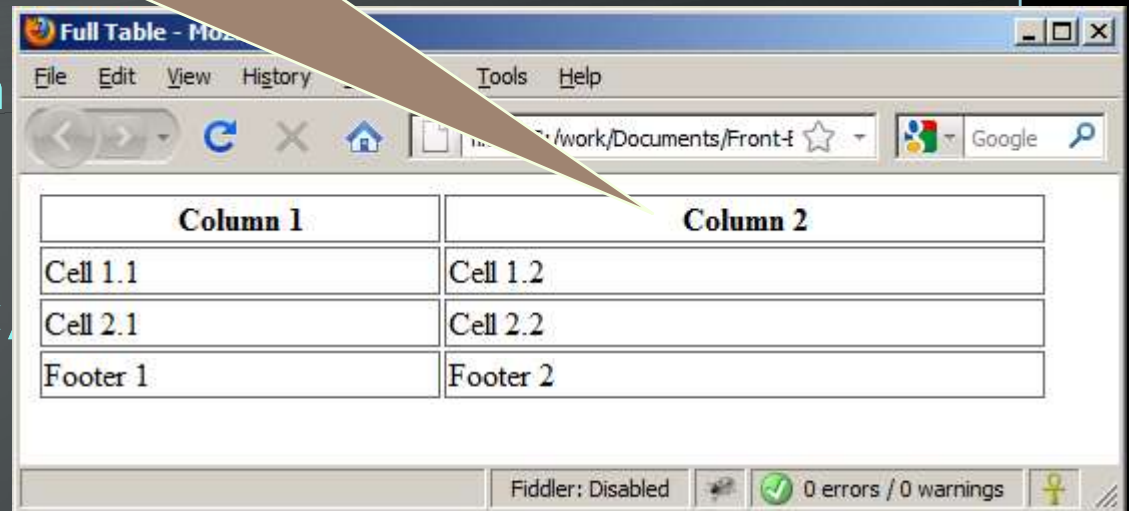 Full Table - Mo
File Edit View History Tools Help
/work/Documents/Front-E Google
Column 1 Column 2
Cell 1.1 Cell 1.2
Cell 2.1 Cell 2.2
Footer 1 Footer 2
Fiddler: Disabled 0 errors / 0 warnings